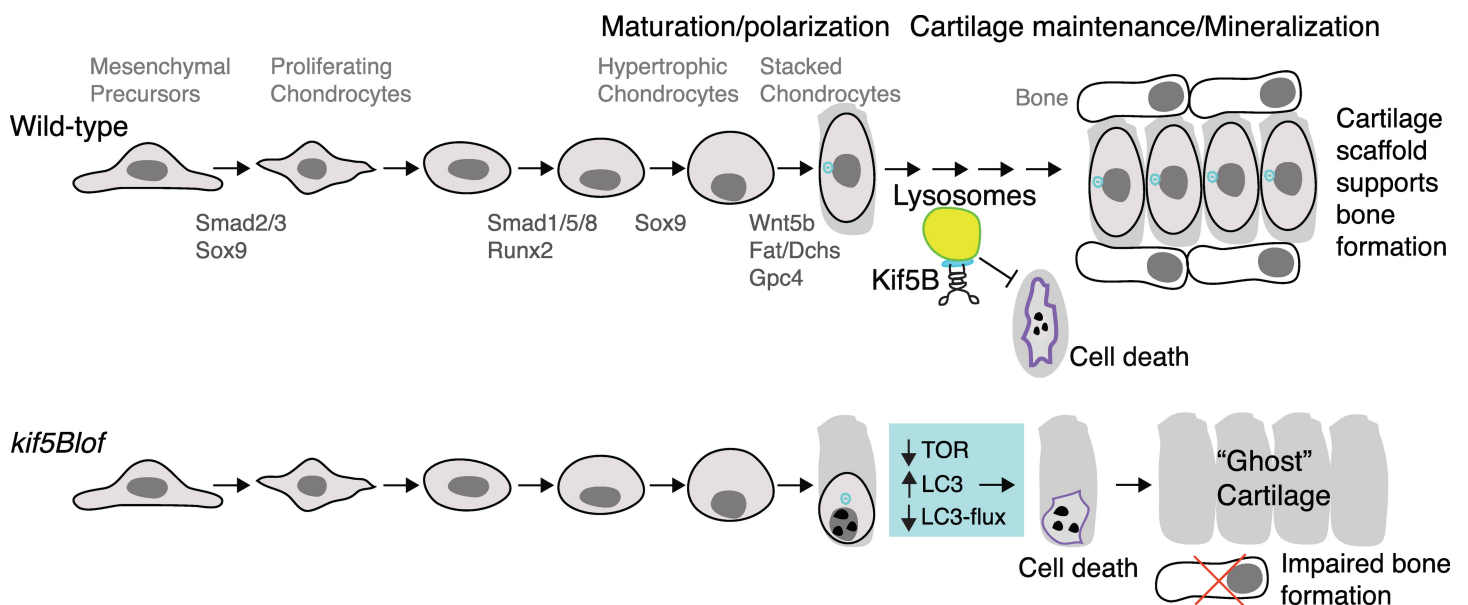 Maturation/polarization
Cartilage maintenance/Mineralization
Mesenchymal
Precursors
Proliferating
Chondrocytes
Hypertrophic
Chondrocytes
Stacked
Chondrocytes
Bone
Wild-type
Cartilage
scaffold
supports
bone
formation
Lysosomes
Smad2/3
Sox9
Smad1/5/8
Runx2
Sox9
Wnt5b
Fat/Dchs
Gpc4
Kif5B
Cell death
kif5Blof
↓ TOR
↑ LC3
↓ LC3-flux
Cell death
“Ghost”
Cartilage
Impaired bone
formation